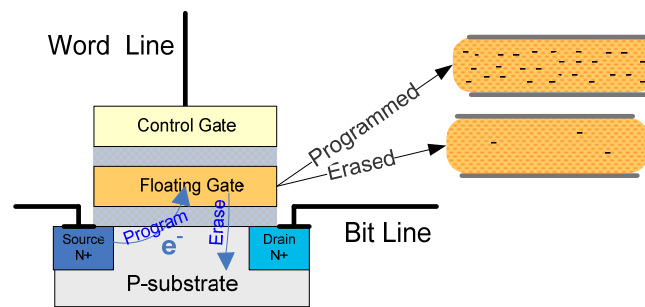 Word Line
Control Gate
Floating Gate
Programmed
Erased
Program
Erase
e-
Source
N+
Drain
N+
Bit Line
P-substrate